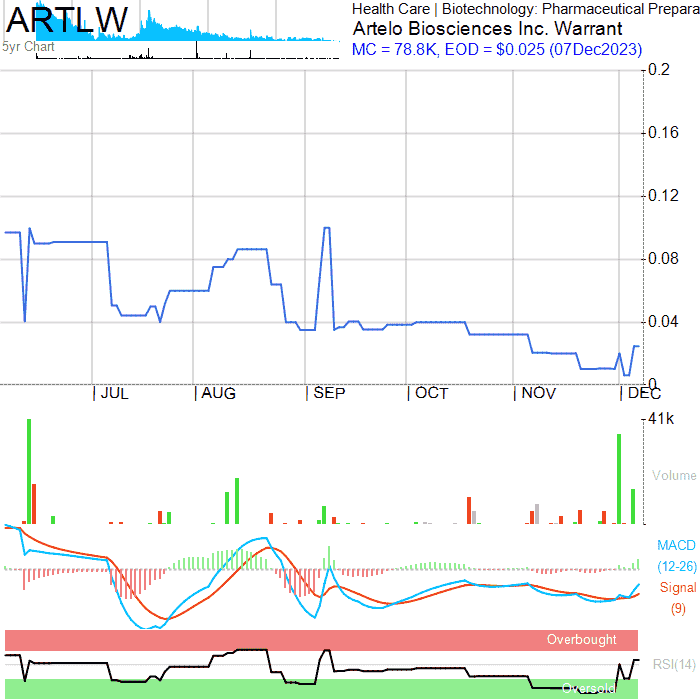 ARTLW
5yr Chart
Health Care | Biotechnology: Pharmaceutical Prepara
Artelo Biosciences Inc. Warrant
MC = 78.8K, EOD = $0.025 (07Dec2023)
0.2
0.16
0.12
0.08
0.04
0
JUL AUG SEP OCT NOV DEC
41k
Volume
MACD
(12-26)
Signal
(9)
Overbought
RSI(14)
Oversold